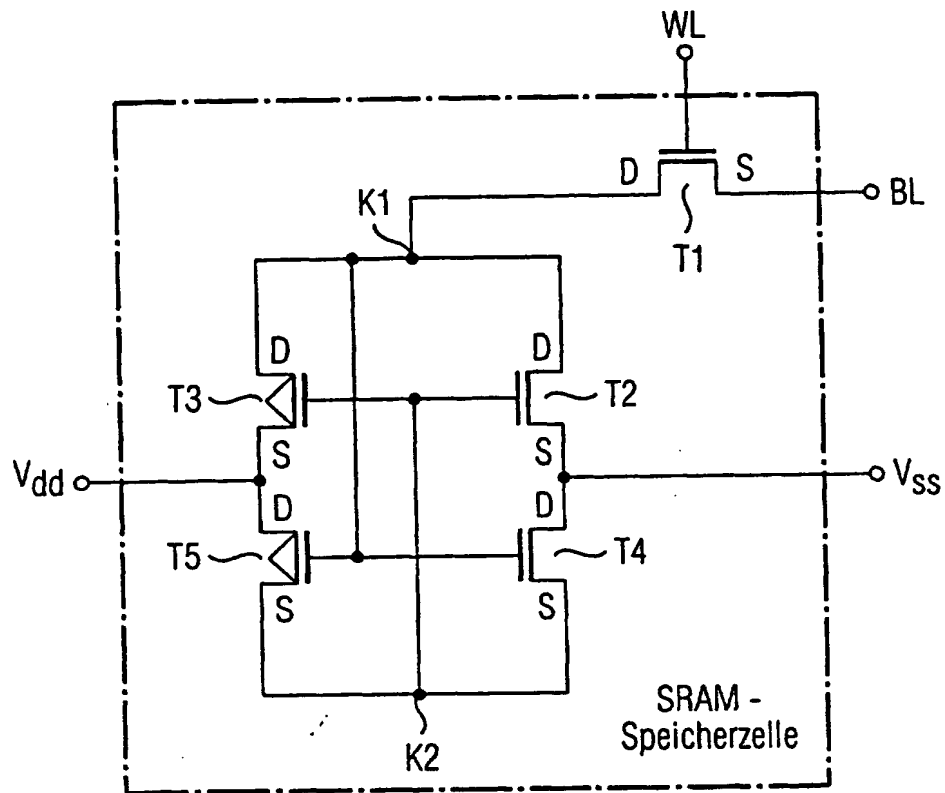 WL
D
S
BL
K1
T1
D
D
T3
T2
S
S
Vdd
Vss
D
D
T5
T4
S
S
SRAM -
Speicherzelle
K2